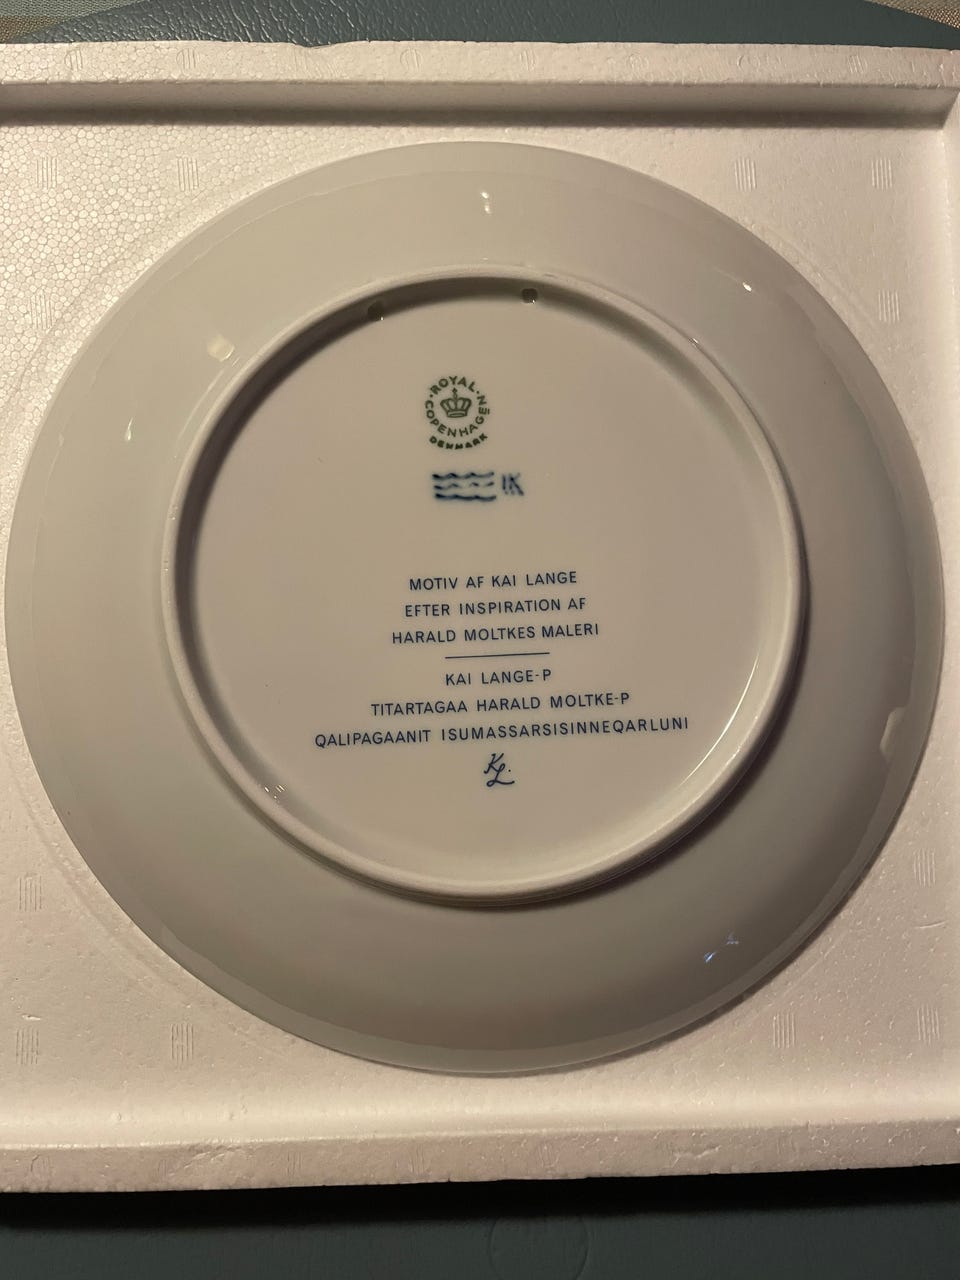 ROYAL COPENHAGEN
DENMARK
MOTIV AF KAI LANGE
EFTER INSPIRATION AF
HARALD MOLTKES MALERI
KAI LANGE-P
TITARTAGAA HARALD MOLTKE-P
QALIPAGAANIT ISUMASSARSISINNEQARLUNI
KL.